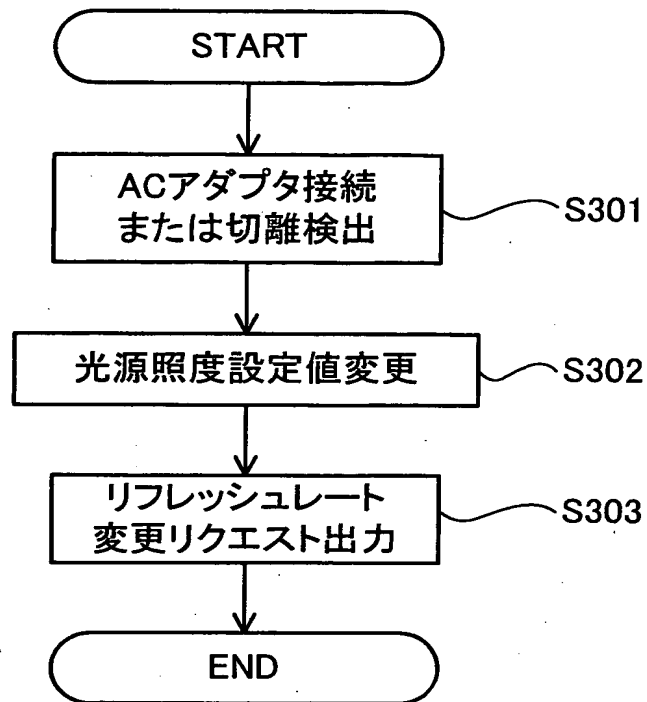 START
ACアダプタ接続
または切離検出
S301
光源照度設定値変更
S302
リフレッシュレート
変更リクエスト出力
S303
END